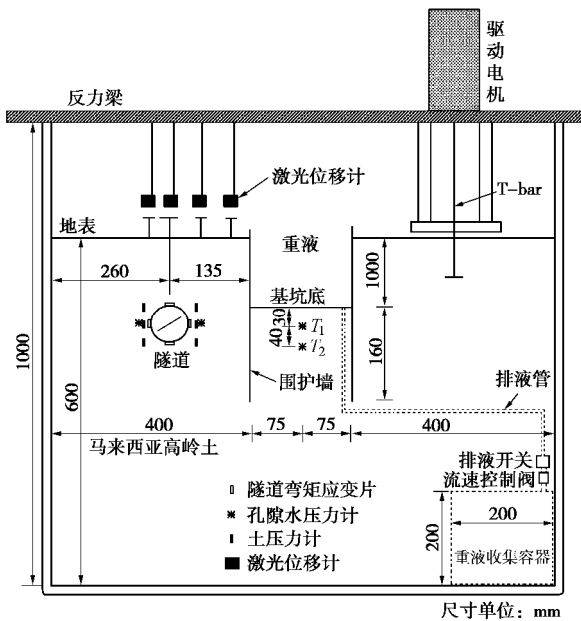 驱动电机
反力梁
激光位移计
T-bar
地表
重液
260
135
1000
基坑底
30
T₁
40
T₂
160
隧道
围护墙
1000
600
排液管
400
75
75
400
马来西亚高岭土
排液开关
流速控制阀
隧道弯矩应变片
孔隙水压力计
土压力计
激光位移计
200
200
重液收集容器
尺寸单位：mm